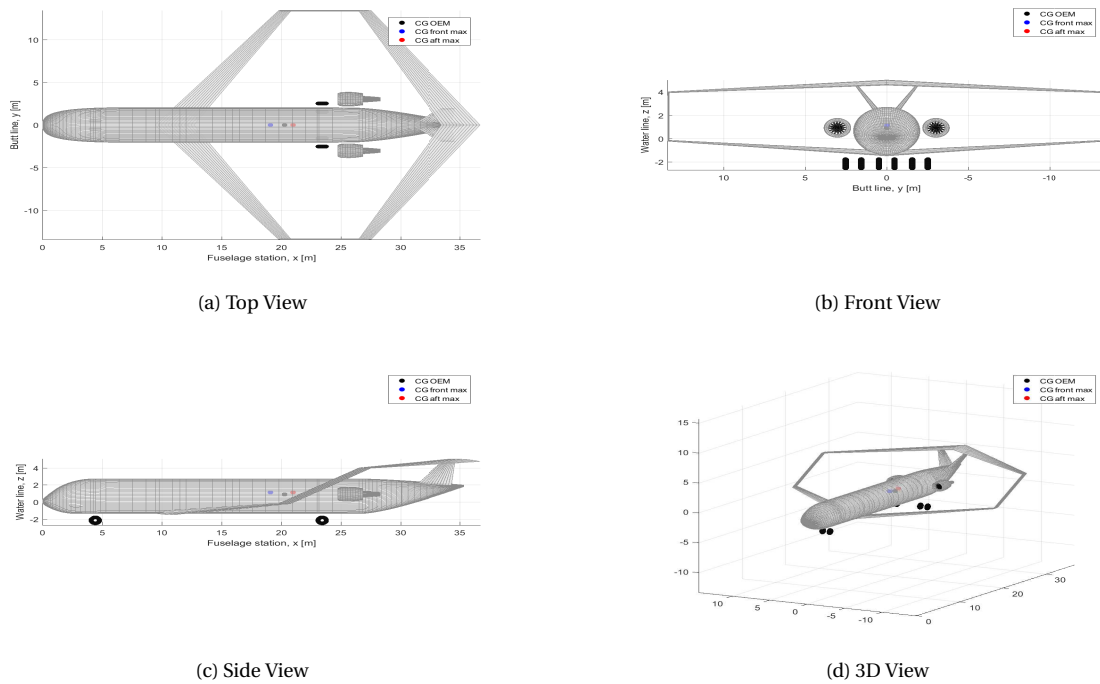 CG OEM
CG front max
CG aft max
10
5
0
-5
-10
Butt line, y [m]
0 5 10 15 20 25 30 35
Fuselage station, x [m]
(a) Top View
CG OEM
CG front max
CG aft max
4
2
0
-2
Water line, z [m]
10 5 0 -5 -10
Butt line, y [m]
(b) Front View
CG OEM
CG front max
CG aft max
4
2
0
-2
Water line, z [m]
0 5 10 15 20 25 30 35
Fuselage station, x [m]
(c) Side View
CG OEM
CG front max
CG aft max
15
10
5
0
-5
-10
10 5 0 -5 -10
0 10 20 30
(d) 3D View